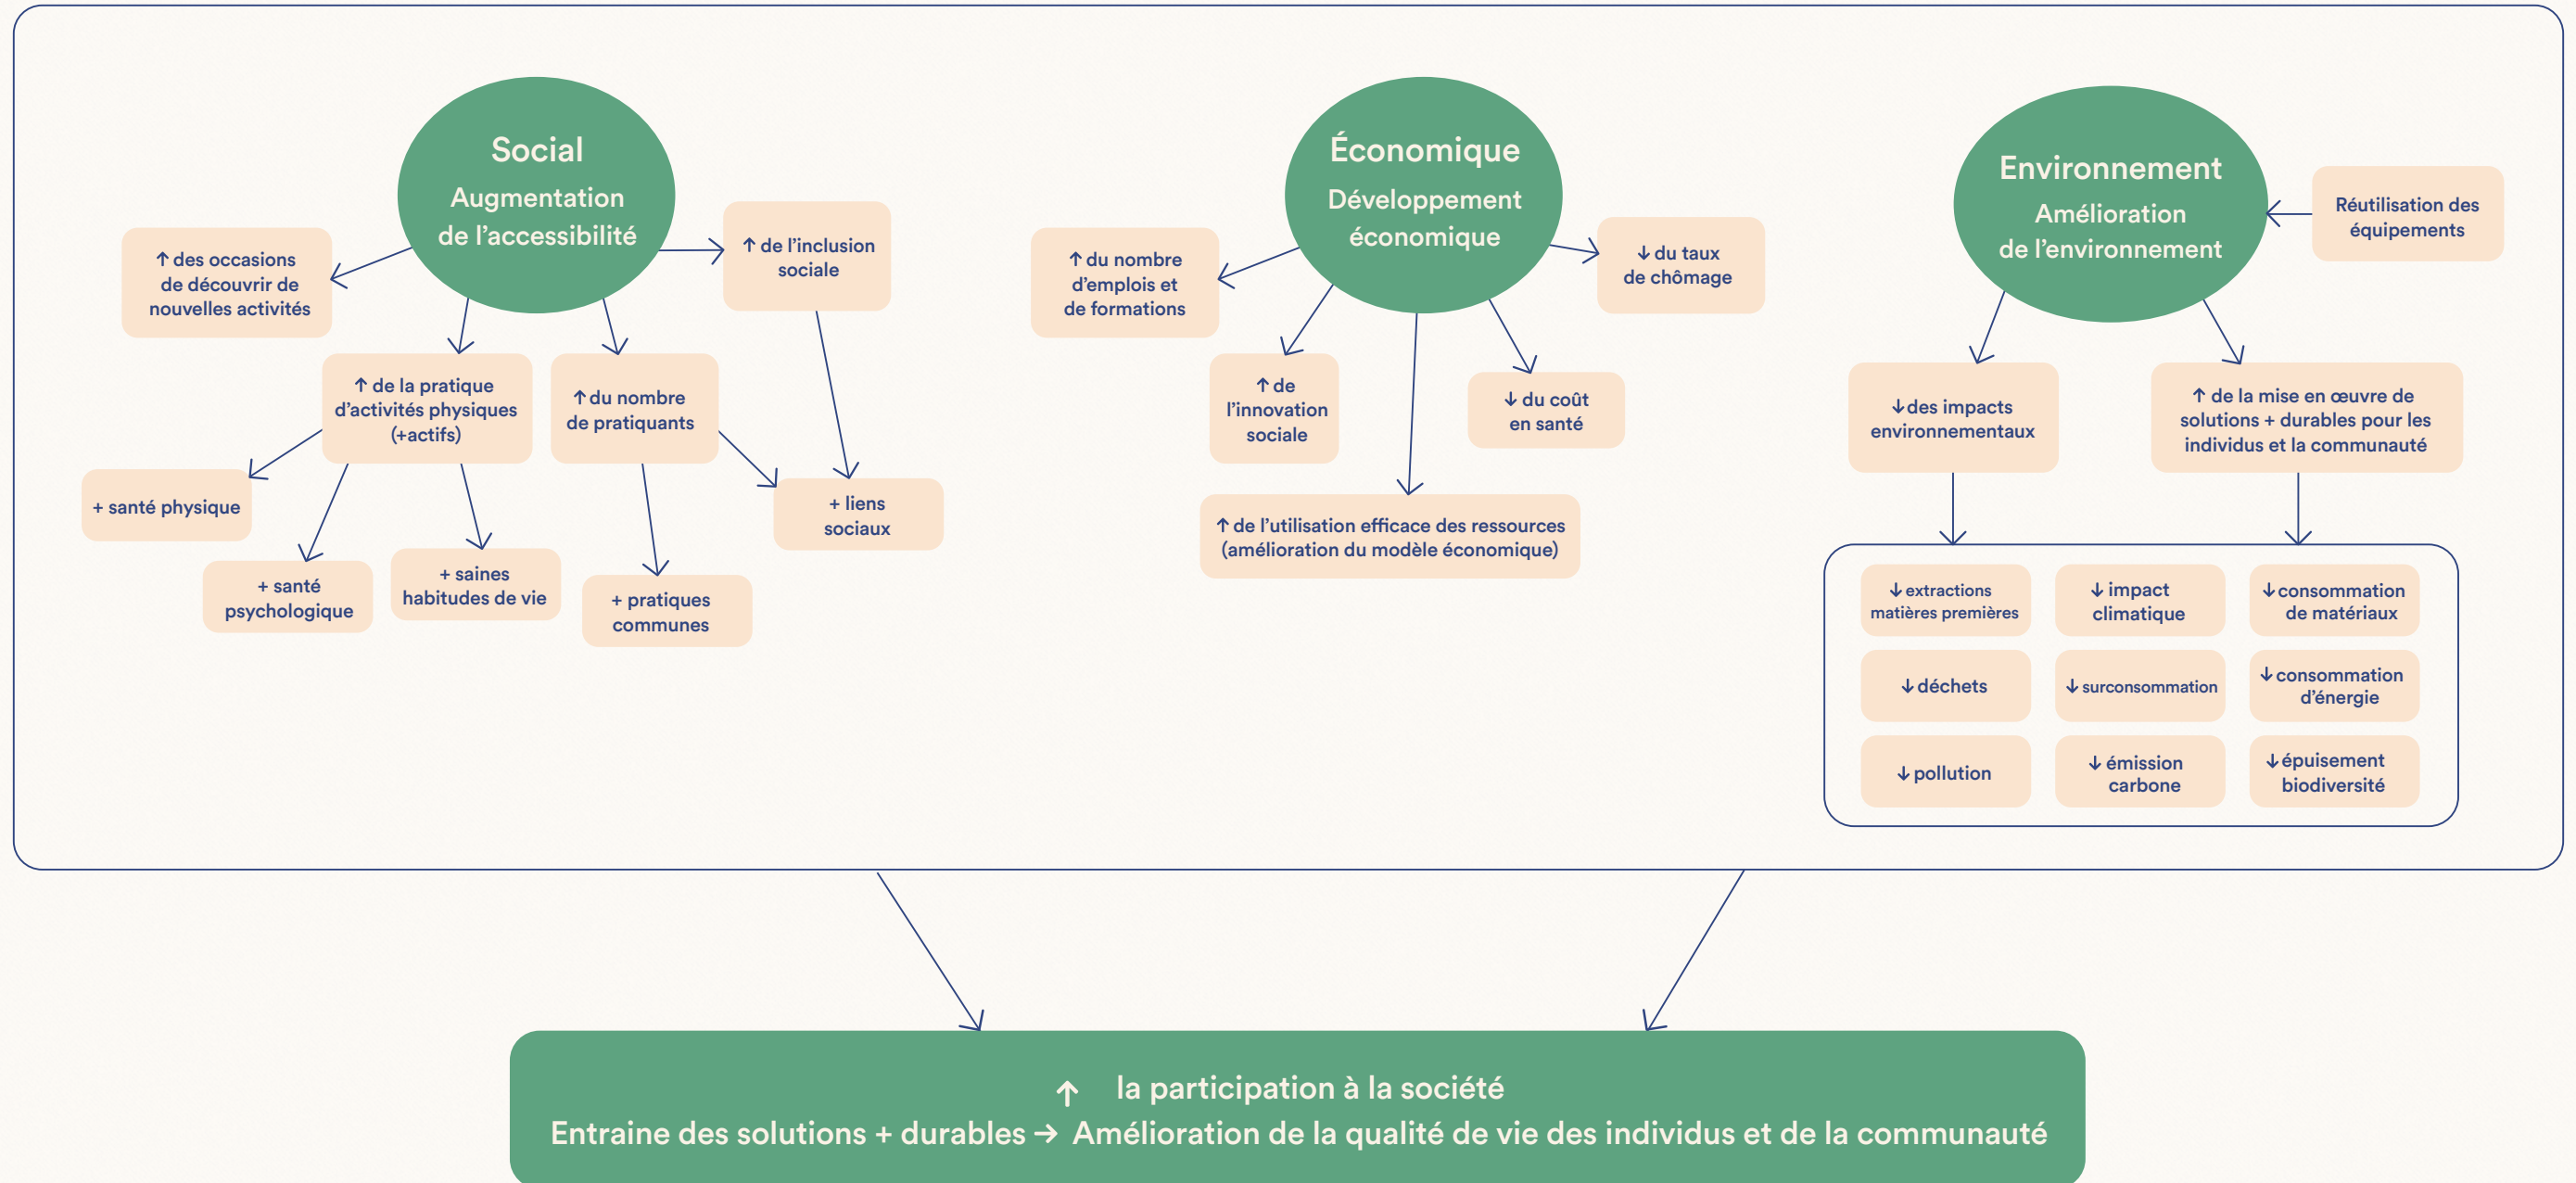 Social
Augmentation
de l’accessibilité
↑ des occasions
de découvrir de
nouvelles activités
↑ de l’inclusion
sociale
↑ de la pratique
d’activités physiques
(+actifs)
↑ du nombre
de pratiquants
+ santé physique
+ santé
psychologique
+ saines
habitudes de vie
+ pratiques
communes
+ liens
sociaux
Économique
Développement
économique
↑ du nombre
d’emplois et
de formations
↑ de
l’innovation
sociale
↑ de l’utilisation efficace des ressources
(amélioration du modèle économique)
↓ du coût
en santé
↓ du taux
de chômage
Environnement
Amélioration
de l’environnement
Réutilisation des
équipements
↓ des impacts
environnementaux
↑ de la mise en œuvre de
solutions + durables pour les
individus et la communauté
↓ extractions
matières premières
↓ impact
climatique
↓ consommation
de matériaux
↓ déchets
↓ surconsommation
↓ consommation
d’énergie
↓ pollution
↓ émission
carbone
↓ épuisement
biodiversité
↑ la participation à la société
Entraine des solutions + durables → Amélioration de la qualité de vie des individus et de la communauté